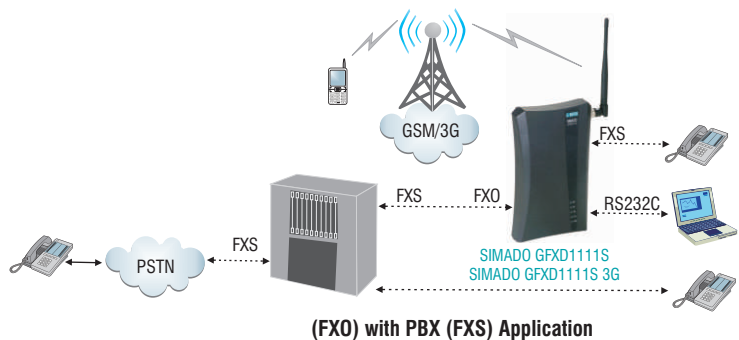 GSM/3G
FXS
FXS
FXO
RS232C
FXS
PSTN
SIMADO GFXD1111S
SIMADO GFXD1111S 3G
(FXO) with PBX (FXS) Application